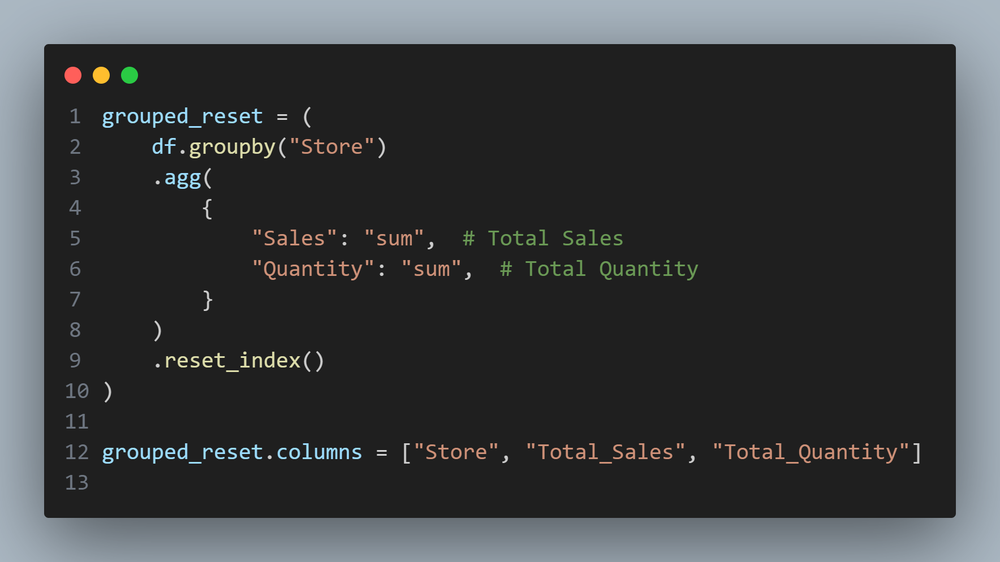 1 grouped_reset = (
2     df.groupby("Store")
3     .agg(
4         {
5             "Sales": "sum",  # Total Sales
6             "Quantity": "sum",  # Total Quantity
7         }
8     )
9     .reset_index()
10 )
11
12 grouped_reset.columns = ["Store", "Total_Sales", "Total_Quantity"]
13